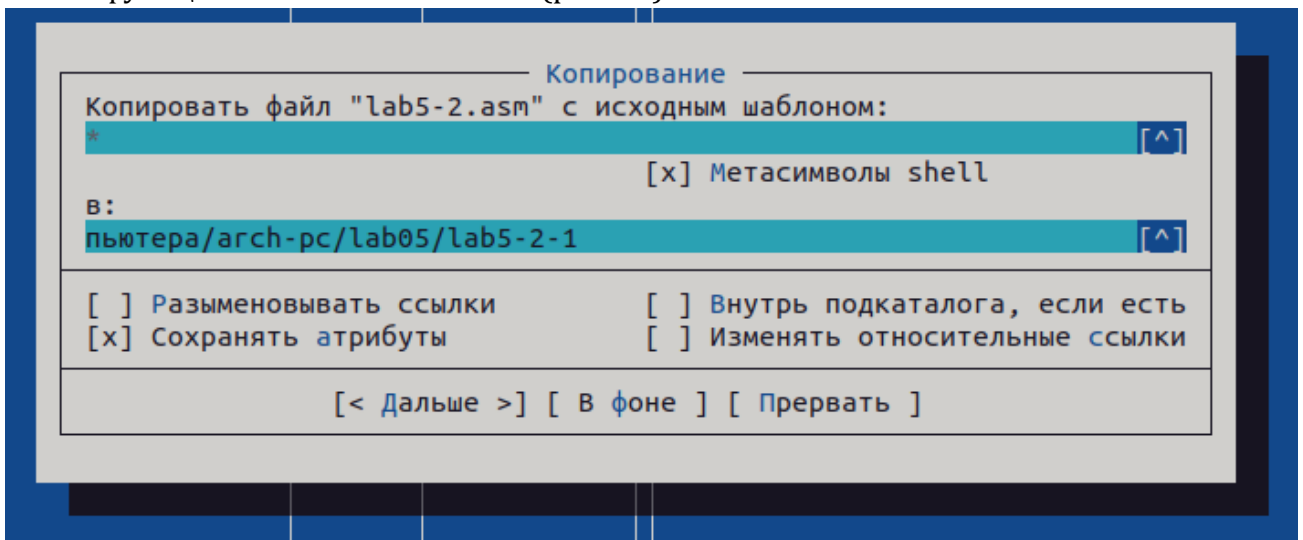 Копирование
Копировать файл "lab5-2.asm" с исходным шаблоном:
* [^]
[x] Метасимволы shell
в:
пьютера/arch-pc/lab05/lab5-2-1 [^]
[ ] Разыменовывать ссылки [ ] Внутрь подкаталога, если есть
[x] Сохранять атрибуты [ ] Изменять относительные ссылки
[< Дальше >] [ В фоне ] [ Прервать ]